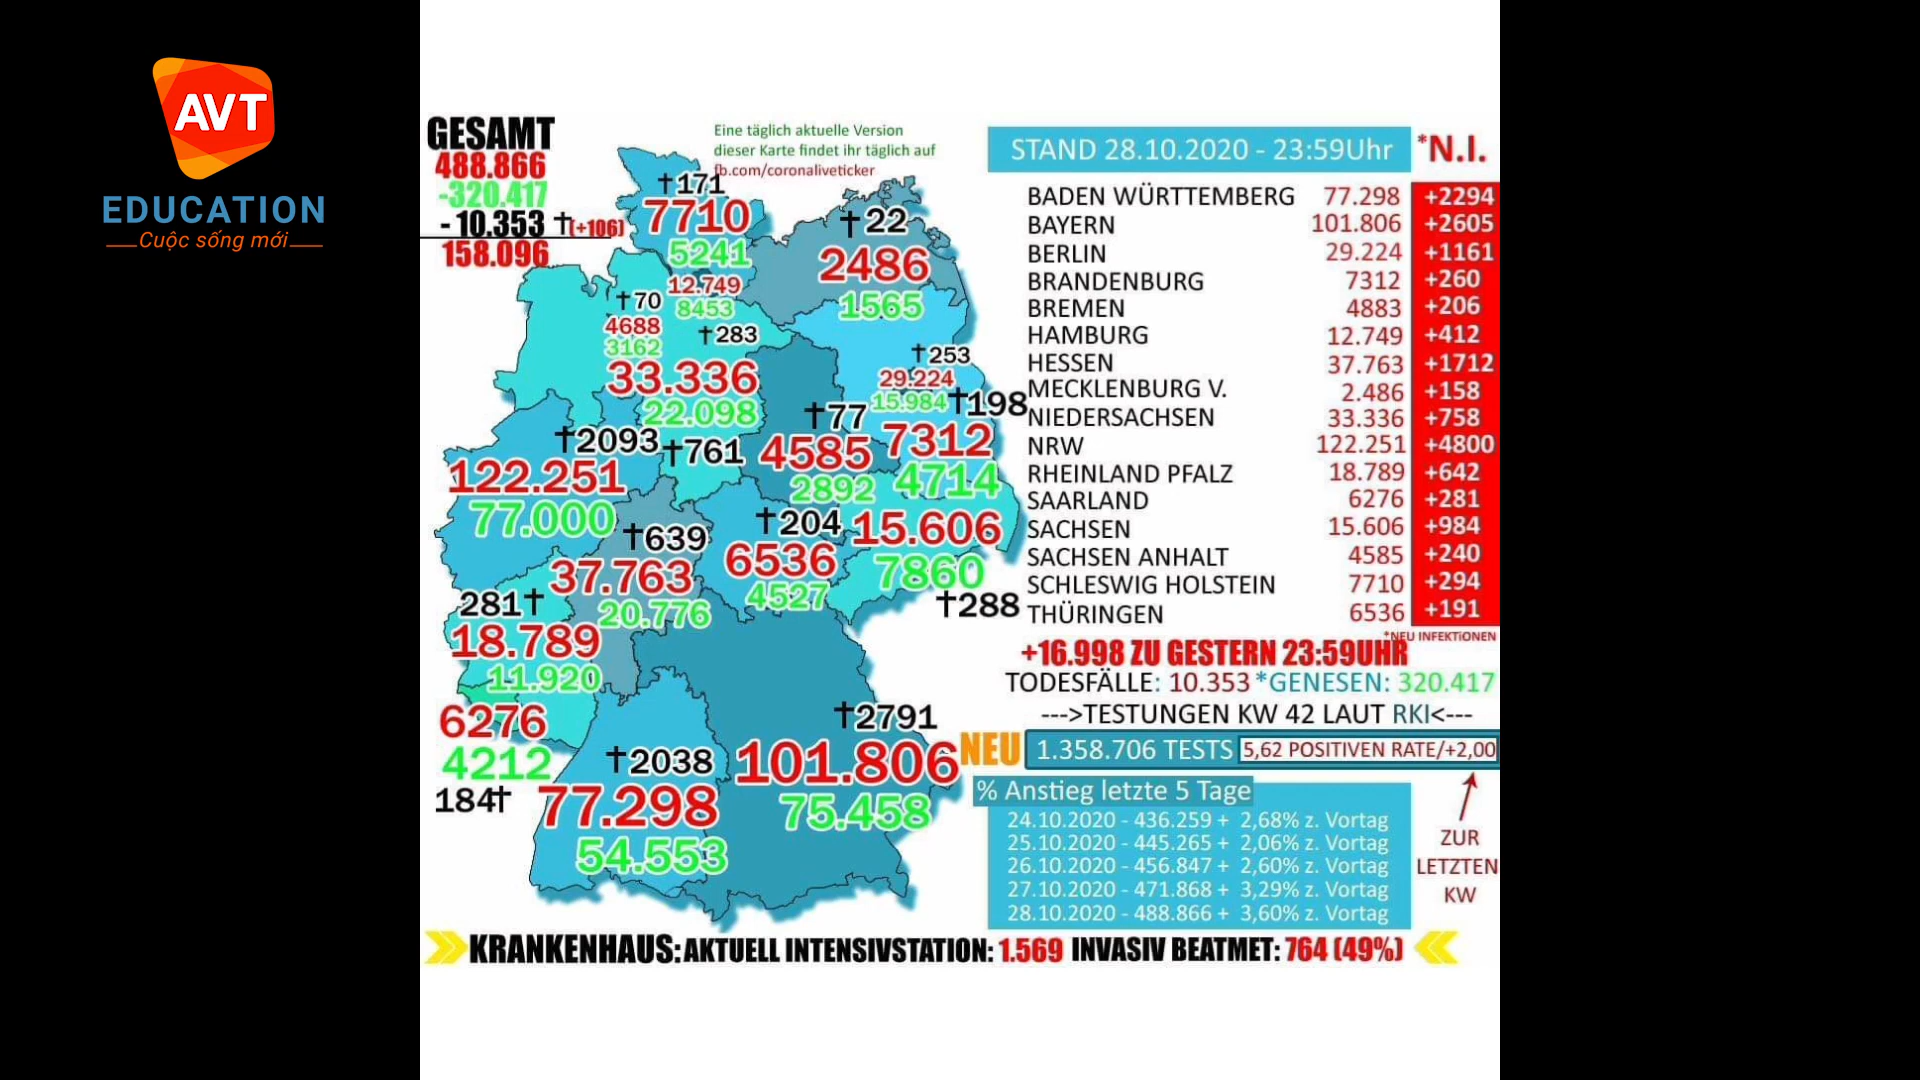 AVT
EDUCATION
Cuộc sống mới
GESAMT
488.866
-320.417
- 10.353 †(+106)
158.096
Eine täglich aktuelle Version
dieser Karte findet ihr täglich auf
fb.com/coronaliveticker
†171
7710
5241
†22
2486
1565
12.749
8453
†70
4688
3162
†283
33.336
22.098
†253
29.224
15.984
†198
7312
4714
†77
4585
2892
†2093
122.251
77.000
†761
†639
37.763
20.776
†204
6536
4527
15.606
7860
†288
281†
18.789
11.920
6276
4212
184†
†2038
77.298
54.553
†2791
101.806
75.458
STAND 28.10.2020 - 23:59Uhr *N.I.
BADEN WÜRTTEMBERG 77.298 +2294
BAYERN 101.806 +2605
BERLIN 29.224 +1161
BRANDENBURG 7312 +260
BREMEN 4883 +206
HAMBURG 12.749 +412
HESSEN 37.763 +1712
MECKLENBURG V. 2.486 +158
NIEDERSACHSEN 33.336 +758
NRW 122.251 +4800
RHEINLAND PFALZ 18.789 +642
SAARLAND 6276 +281
SACHSEN 15.606 +984
SACHSEN ANHALT 4585 +240
SCHLESWIG HOLSTEIN 7710 +294
THÜRINGEN 6536 +191
*NEU INFEKTiONEN
+16.998 ZU GESTERN 23:59UHR
TODESFÄLLE: 10.353 *GENESEN: 320.417
--->TESTUNGEN KW 42 LAUT RKI<---
NEU 1.358.706 TESTS 5,62 POSITIVEN RATE/+2,00
% Anstieg letzte 5 Tage
24.10.2020 - 436.259 + 2,68% z. Vortag
25.10.2020 - 445.265 + 2,06% z. Vortag
26.10.2020 - 456.847 + 2,60% z. Vortag
27.10.2020 - 471.868 + 3,29% z. Vortag
28.10.2020 - 488.866 + 3,60% z. Vortag
ZUR
LETZTEN
KW
KRANKENHAUS: AKTUELL INTENSIVSTATION: 1.569 INVASIV BEATMET: 764 (49%)